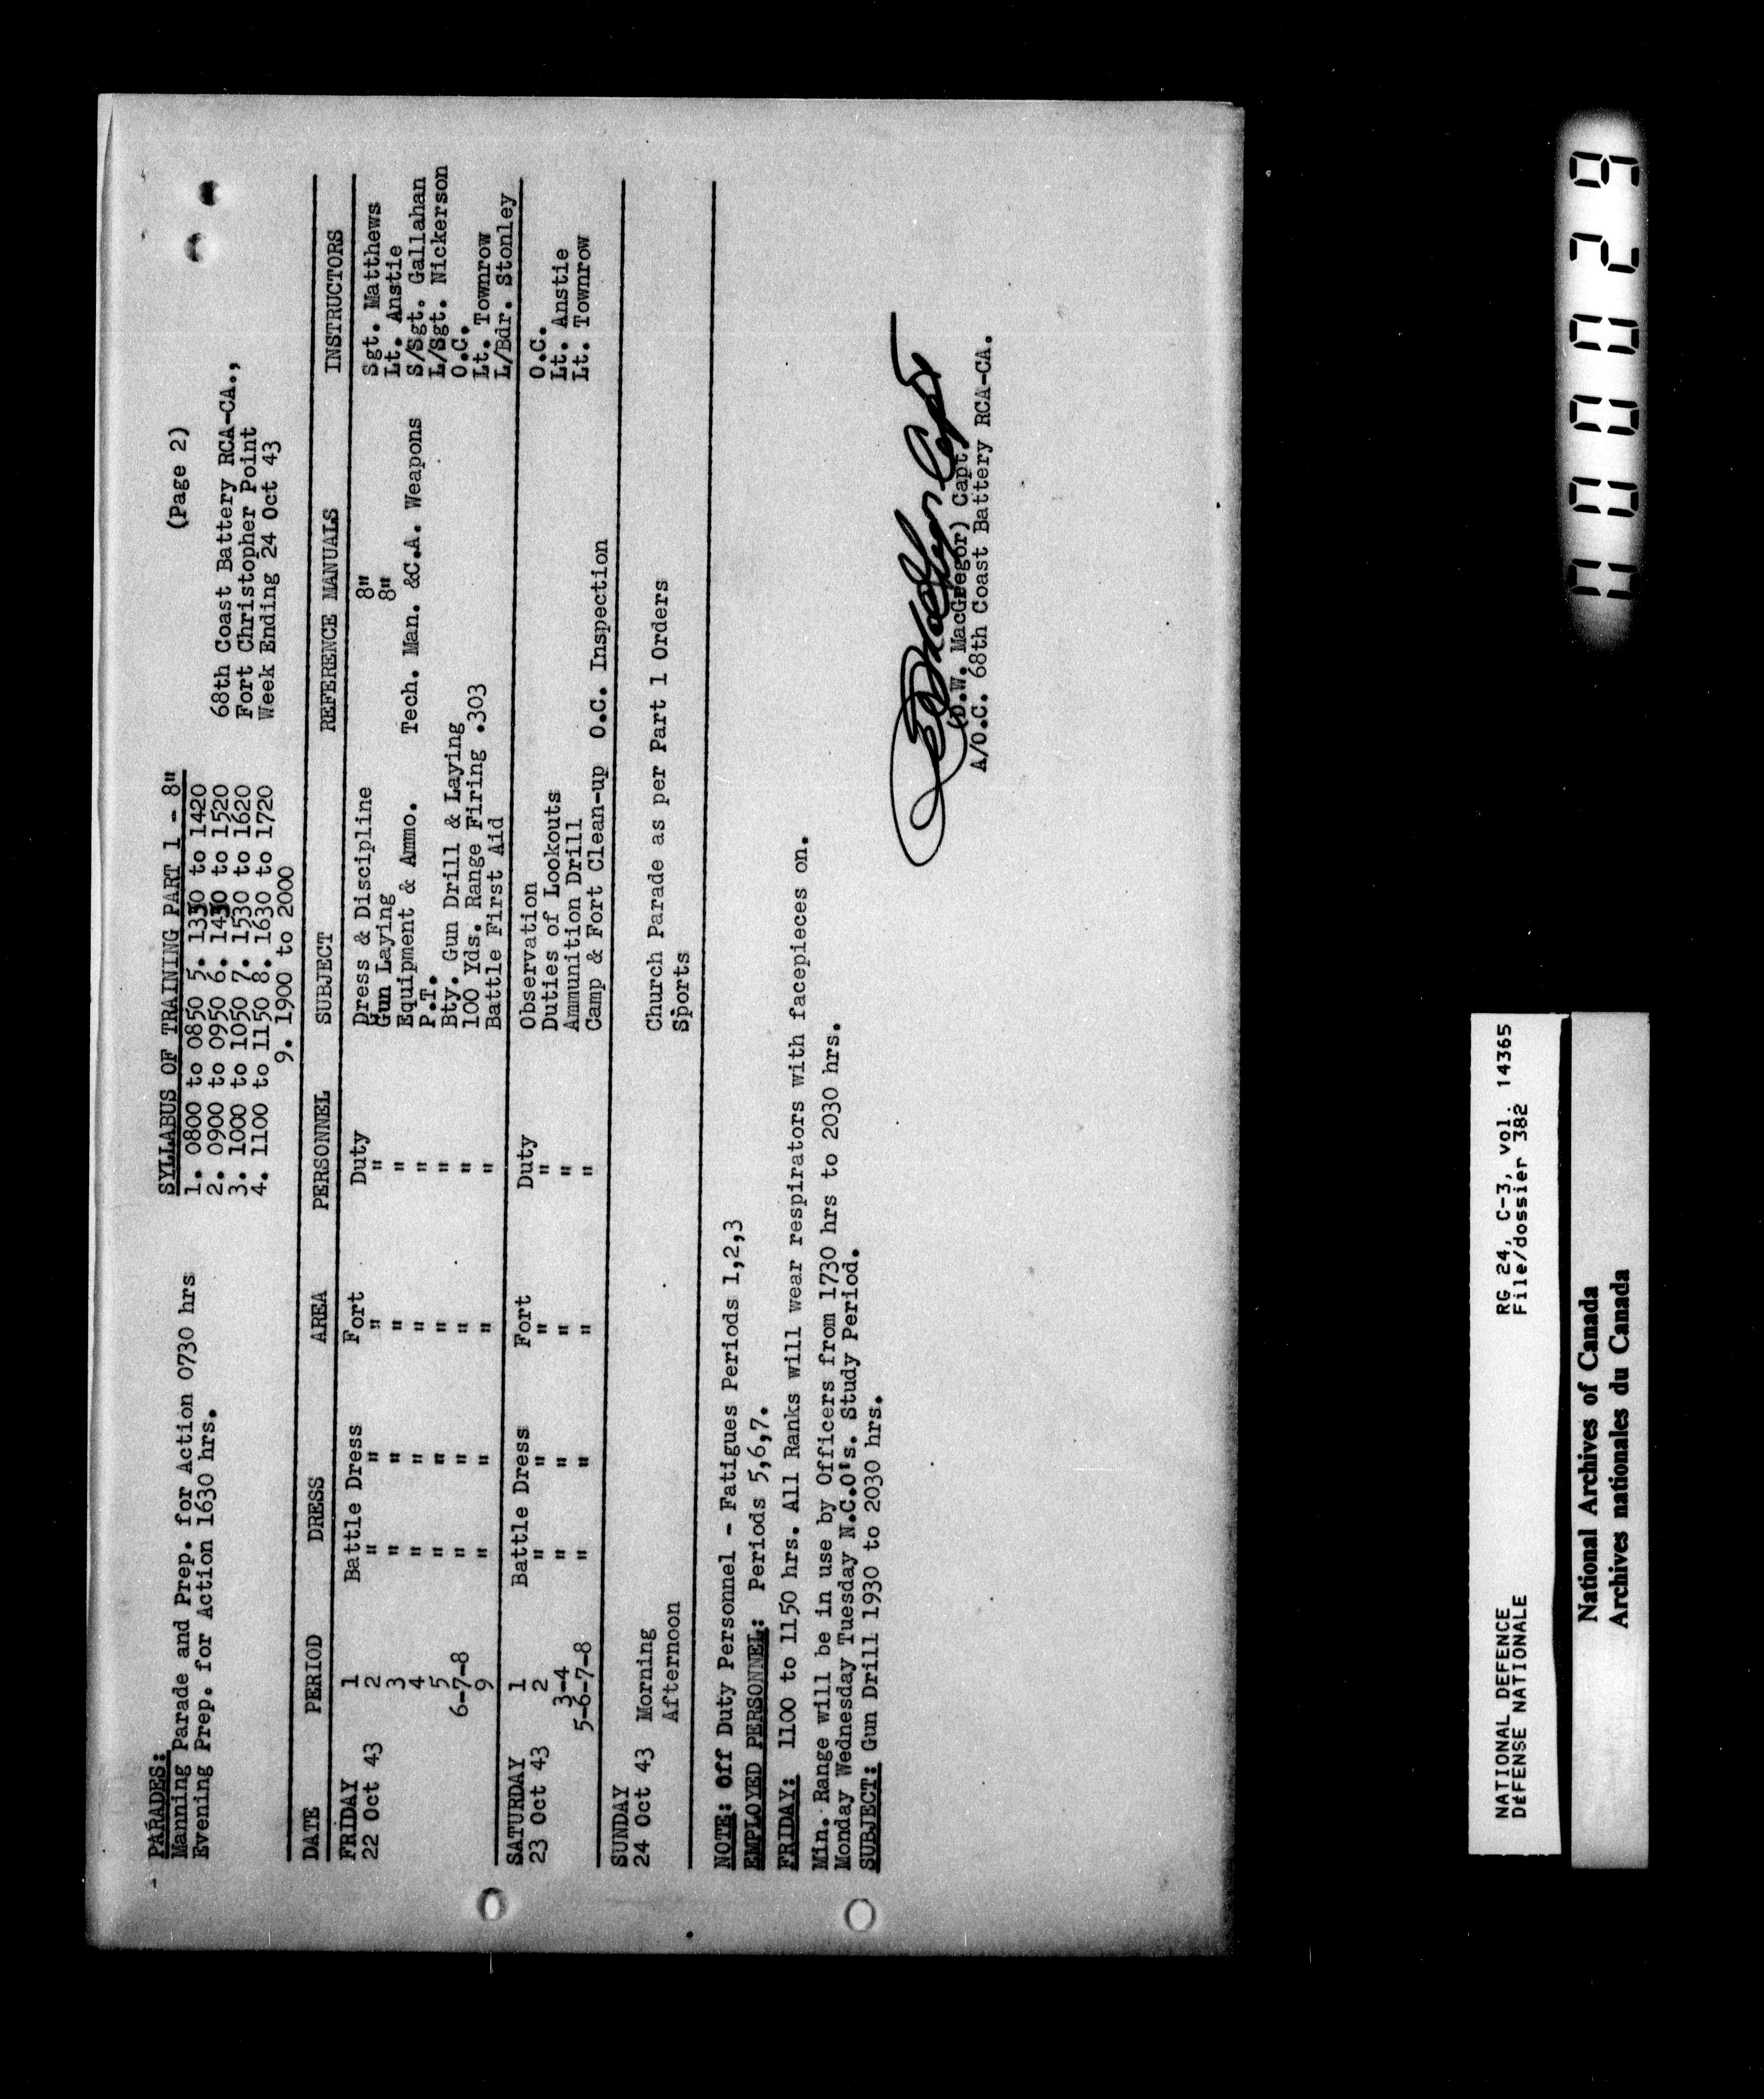 SYLLABUS OF TRAINING PART 1 - 8" (Page 2)
PARADES:
Manning Parade and Prep. for Action 0730 hrs
Evening Prep. for Action 1630 hrs.
1. 0800 to 0850 5. 1330 to 1420
2. 0900 to 0950 6. 1430 to 1520
3. 1000 to 1050 7. 1530 to 1620
4. 1100 to 1150 8. 1630 to 1720
9. 1900 to 2000
68th Coast Battery RCA-CA.,
Fort Christopher Point
Week Ending 24 Oct 43
DATE PERIOD DRESS AREA PERSONNEL SUBJECT REFERENCE MANUALS INSTRUCTORS
FRIDAY 1 Battle Dress Fort Duty Dress & Discipline 8" Sgt. Matthews
22 Oct 43 2 " " " " Gun Laying 8" Lt. Anstie
3 " " " " Equipment & Ammo. Tech. Man. &C.A. Weapons S/Sgt. Gallahan
4 " " " " P.T. L/Sgt. Nickerson
5 " " " " Bty. Gun Drill & Laying O.C.
6-7-8 " " " " 100 Yds. Range Firing .303 Lt. Townrow
9 " " " " Battle First Aid L/Bdr. Stonley
SATURDAY 1 Battle Dress Fort Duty Observation O.C.
23 Oct 43 2 " " " " Duties of Lookouts Lt. Anstie
3-4 " " " " Ammunition Drill Lt. Townrow
5-6-7-8 " " " " Camp & Fort Clean-up O.C. Inspection
SUNDAY
24 Oct 43 Morning Church Parade as per Part 1 Orders
Afternoon Sports
NOTE: Off Duty Personnel - Fatigues Periods 1,2,3
EMPLOYED PERSONNEL: Periods 5,6,7.
FRIDAY: 1100 to 1150 hrs. All Ranks will wear respirators with facepieces on.
Min. Range will be in use by Officers from 1730 hrs to 2030 hrs.
Monday Wednesday Tuesday N.C.O's. Study Period.
SUBJECT: Gun Drill 1930 to 2030 hrs.
(D.W. MacGregor) Capt.
A/O.C. 68th Coast Battery RCA-CA.
NATIONAL DEFENCE RG 24, C-3, vol. 14365
DÉFENSE NATIONALE File/dossier 382
National Archives of Canada
Archives nationales du Canada
000029